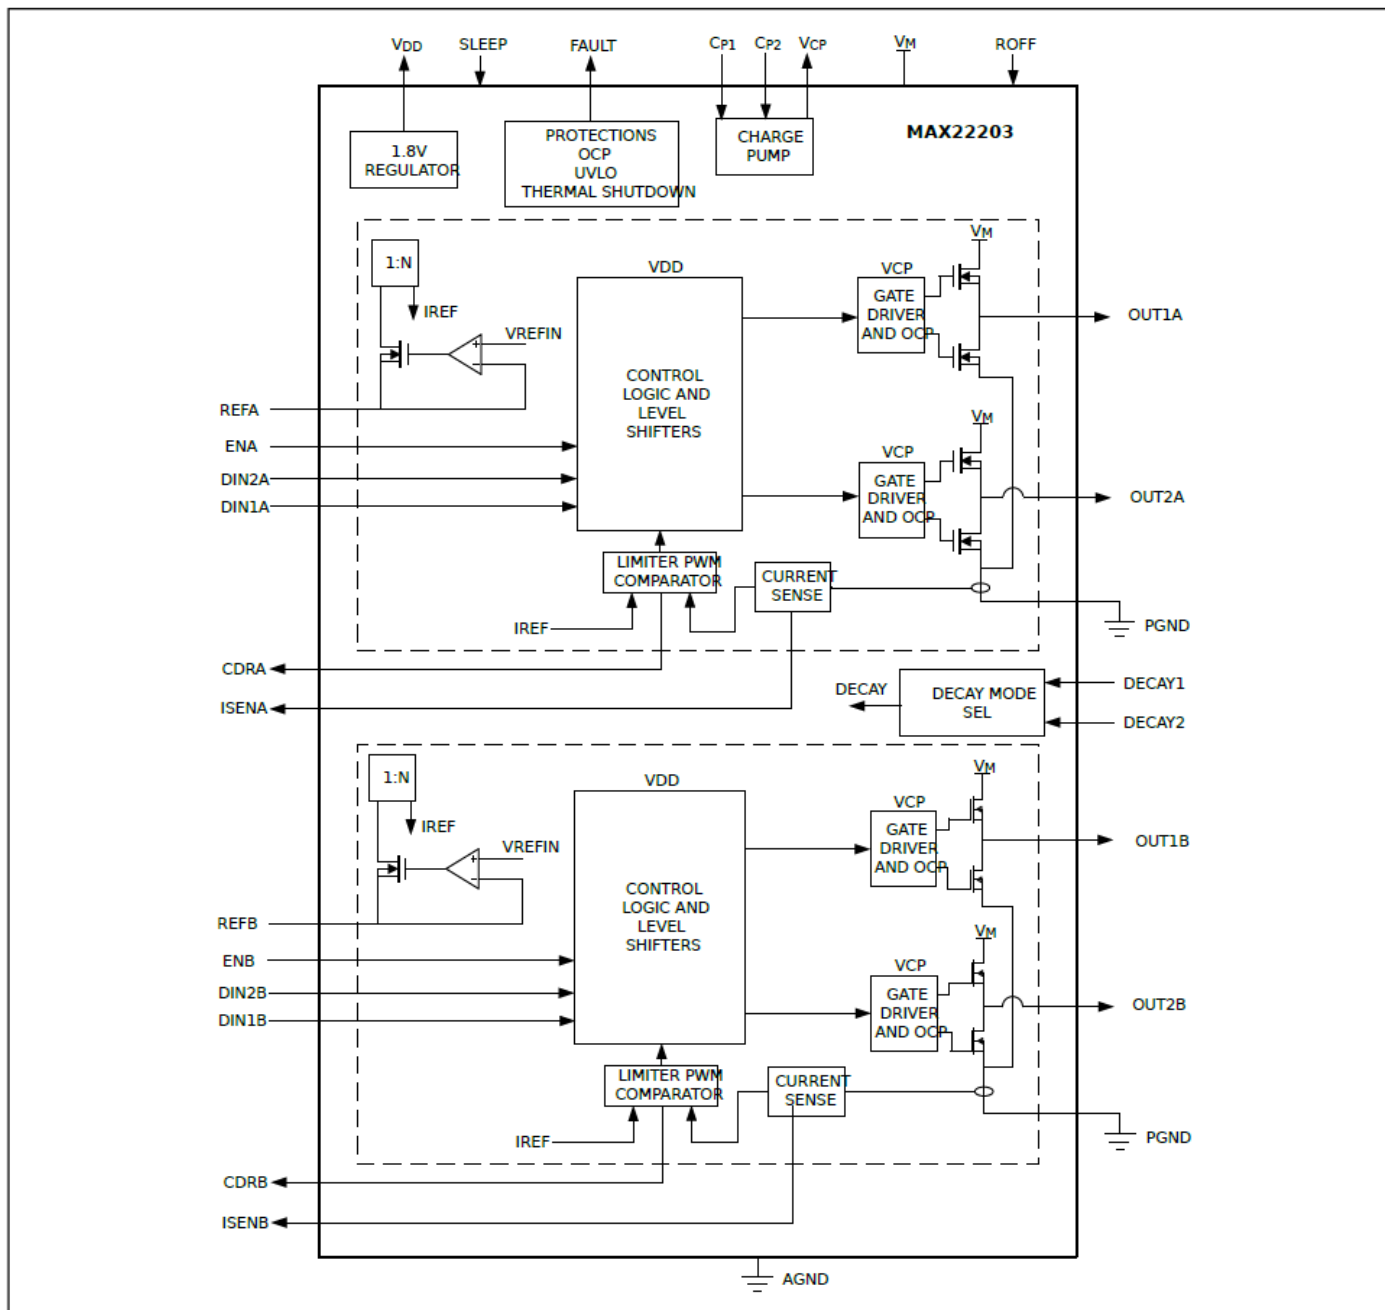 VDD SLEEP FAULT CP1 CP2 VCP VM ROFF
MAX22203
1.8V
REGULATOR
PROTECTIONS
OCP
UVLO
THERMAL SHUTDOWN
CHARGE
PUMP
1:N
IREF
VREFIN
VDD
CONTROL
LOGIC AND
LEVEL
SHIFTERS
VCP
GATE
DRIVER
AND OCP
VM
OUT1A
REFA
ENA
DIN2A
DIN1A
VCP
GATE
DRIVER
AND OCP
VM
OUT2A
LIMITER PWM
COMPARATOR
CURRENT
SENSE
IREF
PGND
CDRA
ISENA
DECAY
DECAY MODE
SEL
DECAY1
DECAY2
1:N
IREF
VREFIN
VDD
CONTROL
LOGIC AND
LEVEL
SHIFTERS
VCP
GATE
DRIVER
AND OCP
VM
OUT1B
REFB
ENB
DIN2B
DIN1B
VCP
GATE
DRIVER
AND OCP
VM
OUT2B
LIMITER PWM
COMPARATOR
CURRENT
SENSE
IREF
PGND
CDRB
ISENB
AGND